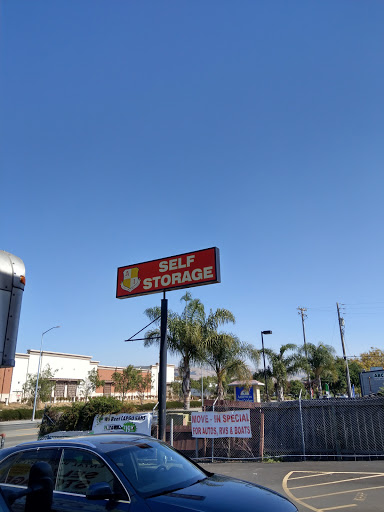 SELF
STORAGE
MOVE - IN SPECIAL
FOR AUTOS, RVS & BOATS